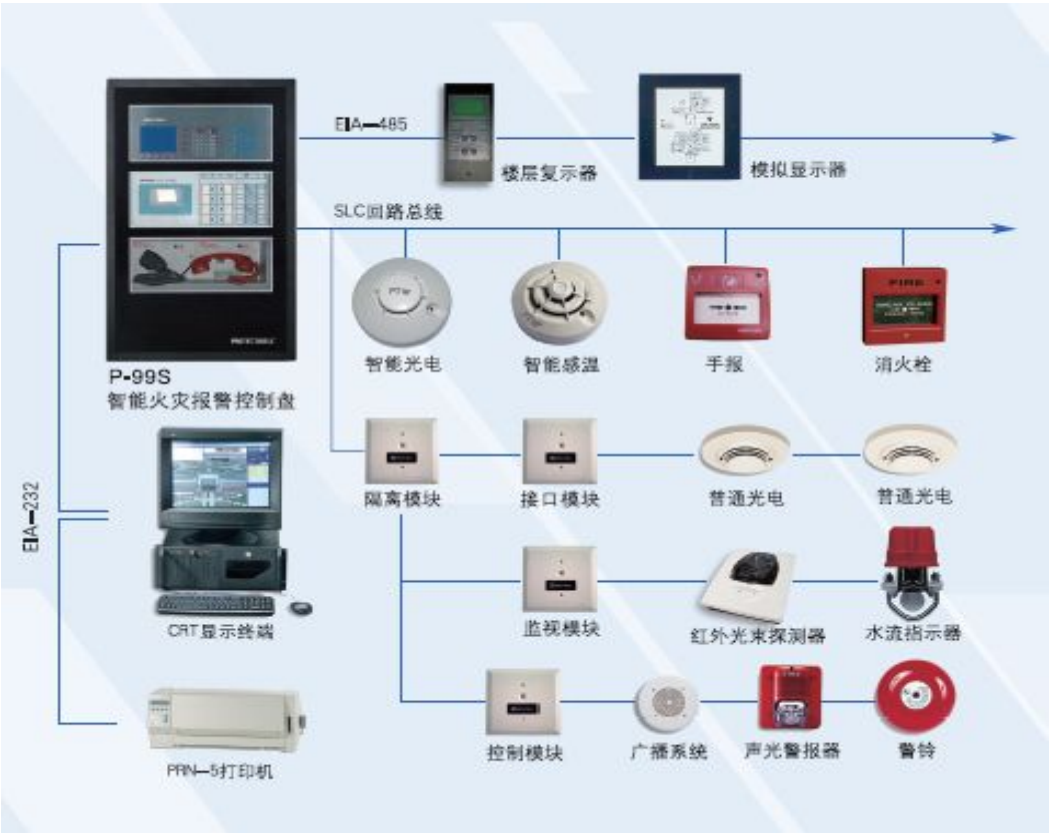 EIA-485
楼层复示器
模拟显示器
SLC回路总线
PTW
FIRE
智能光电
智能感温
手报
消火栓
P-99S
智能火灾报警控制盘
隔离模块
接口模块
普通光电
普通光电
EIA-232
CRT显示终端
监视模块
红外光束探测器
水流指示器
控制模块
广播系统
声光警报器
警铃
PRN-5打印机